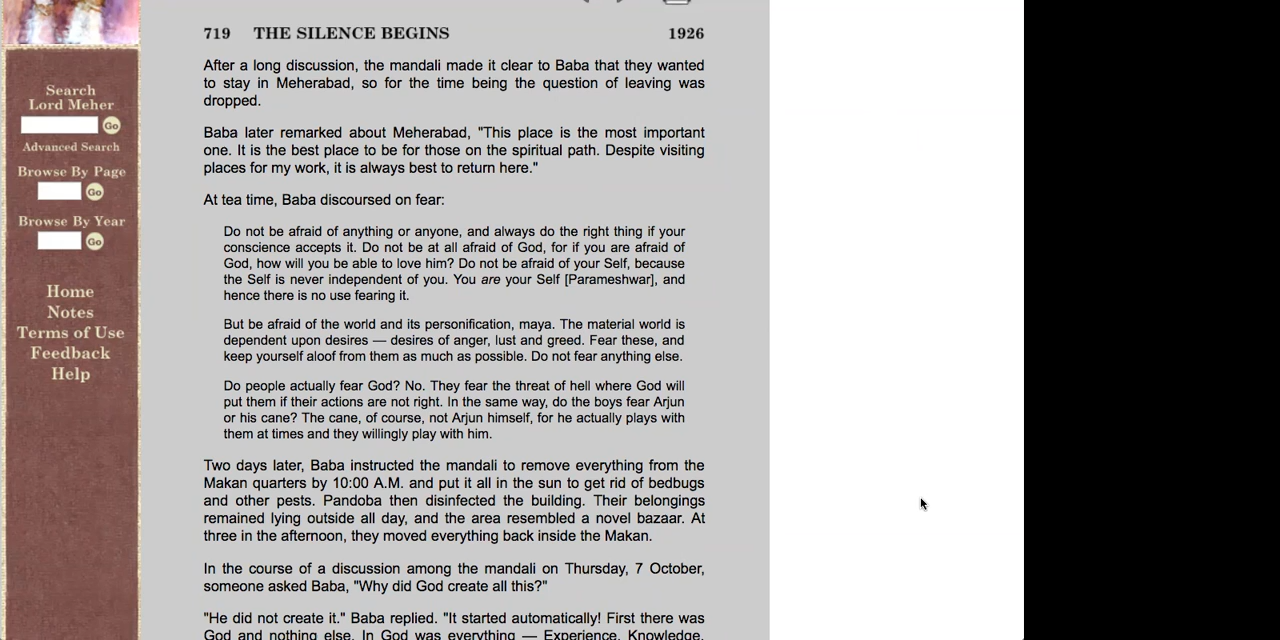 719 THE SILENCE BEGINS 1926
After a long discussion, the mandali made it clear to Baba that they wanted
to stay in Meherabad, so for the time being the question of leaving was
dropped.
Baba later remarked about Meherabad, "This place is the most important
one. It is the best place to be for those on the spiritual path. Despite visiting
places for my work, it is always best to return here."
At tea time, Baba discoursed on fear:
Do not be afraid of anything or anyone, and always do the right thing if your
conscience accepts it. Do not be at all afraid of God, for if you are afraid of
God, how will you be able to love him? Do not be afraid of your Self, because
the Self is never independent of you. You are your Self [Parameshwar], and
hence there is no use fearing it.
But be afraid of the world and its personification, maya. The material world is
dependent upon desires — desires of anger, lust and greed. Fear these, and
keep yourself aloof from them as much as possible. Do not fear anything else.
Do people actually fear God? No. They fear the threat of hell where God will
put them if their actions are not right. In the same way, do the boys fear Arjun
or his cane? The cane, of course, not Arjun himself, for he actually plays with
them at times and they willingly play with him.
Two days later, Baba instructed the mandali to remove everything from the
Makan quarters by 10:00 A.M. and put it all in the sun to get rid of bedbugs
and other pests. Pandoba then disinfected the building. Their belongings
remained lying outside all day, and the area resembled a novel bazaar. At
three in the afternoon, they moved everything back inside the Makan.
In the course of a discussion among the mandali on Thursday, 7 October,
someone asked Baba, "Why did God create all this?"
"He did not create it." Baba replied. "It started automatically! First there was
God and nothing else. In God was everything — Experience, Knowledge,
Search
Lord Meher
Go
Advanced Search
Browse By Page
Go
Browse By Year
Go
Home
Notes
Terms of Use
Feedback
Help